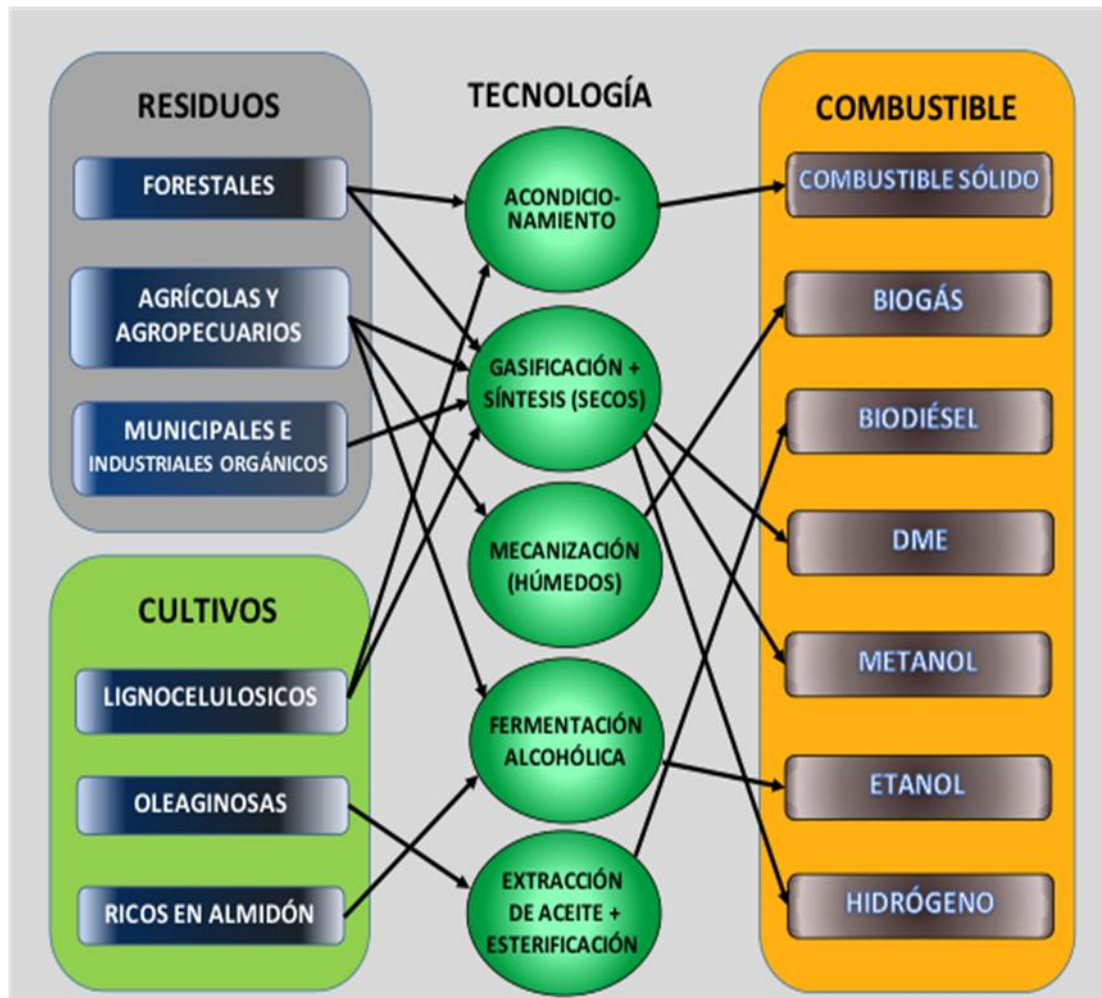 RESIDUOS
FORESTALES
AGRÍCOLAS Y
AGROPECUARIOS
MUNICIPALES E
INDUSTRIALES ORGÁNICOS
CULTIVOS
LIGNOCELULOSICOS
OLEAGINOSAS
RICOS EN ALMIDÓN
TECNOLOGÍA
ACONDICIO-
NAMIENTO
GASIFICACIÓN +
SÍNTESIS (SECOS)
MECANIZACIÓN
(HÚMEDOS)
FERMENTACIÓN
ALCOHÓLICA
EXTRACCIÓN
DE ACEITE +
ESTERIFICACIÓN
COMBUSTIBLE
COMBUSTIBLE SÓLIDO
BIOGÁS
BIODIÉSEL
DME
METANOL
ETANOL
HIDRÓGENO